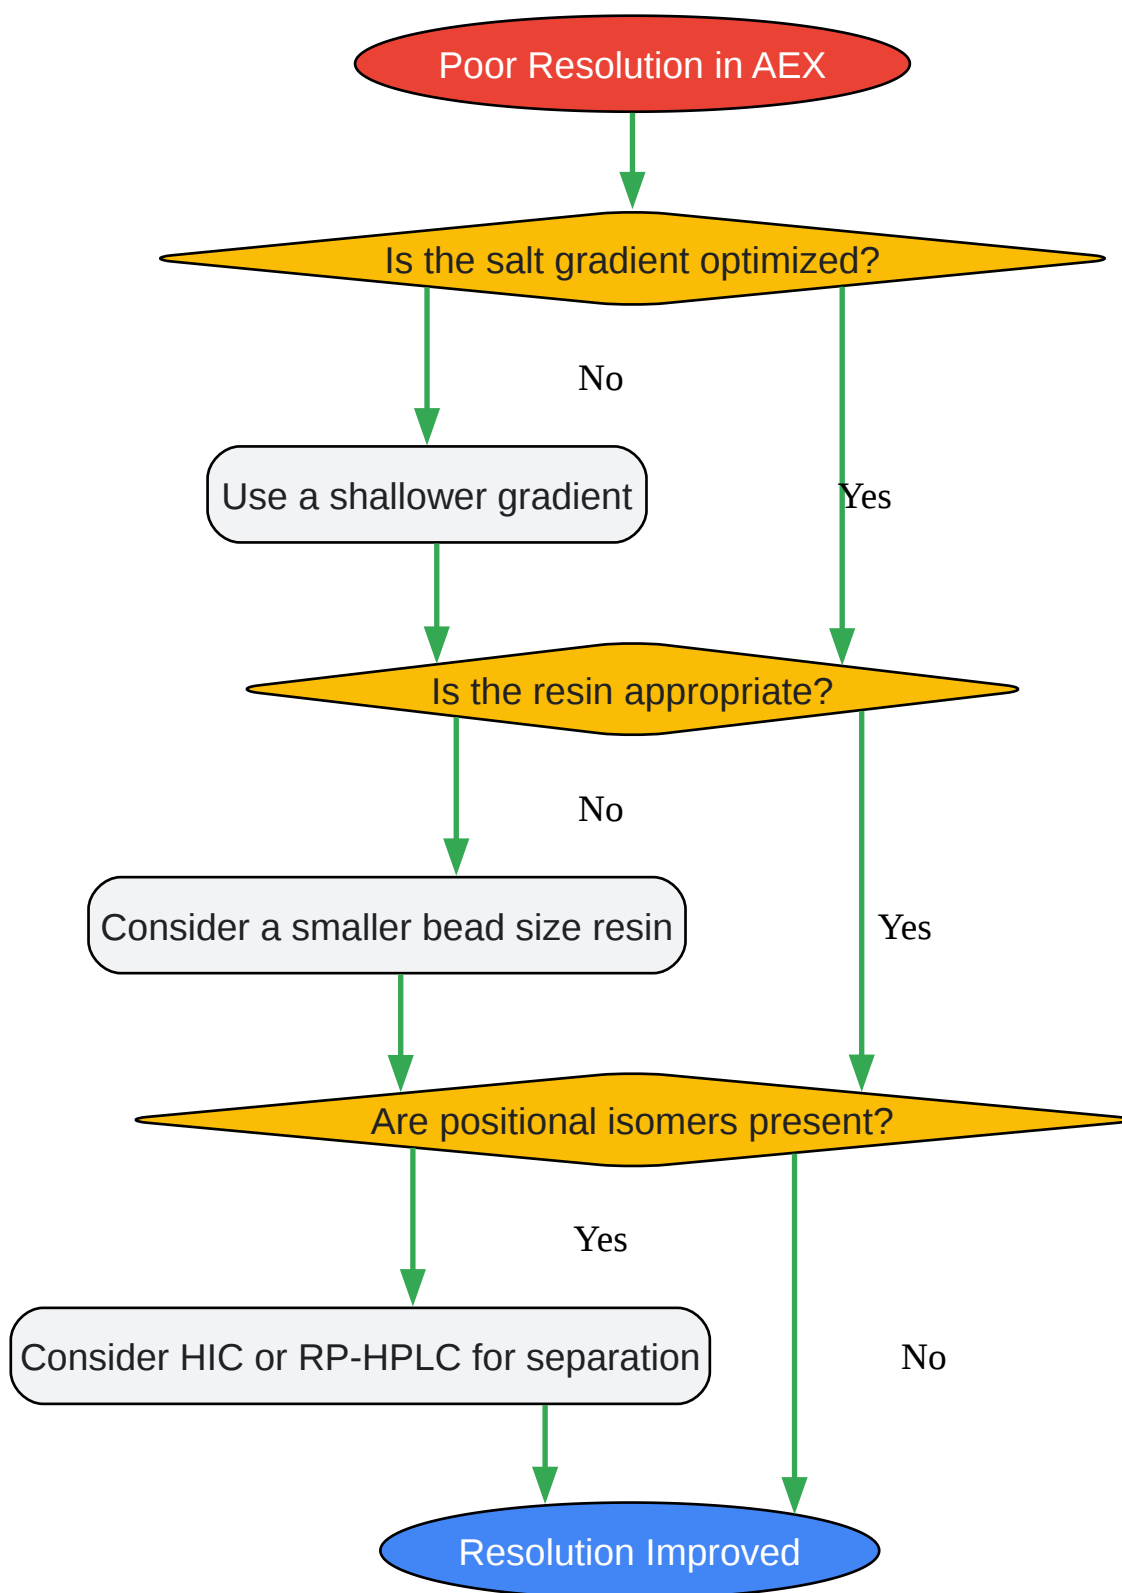 Poor Resolution in AEX
Is the salt gradient optimized?
No
Use a shallower gradient
Yes
Is the resin appropriate?
No
Consider a smaller bead size resin
Yes
Are positional isomers present?
Yes
Consider HIC or RP-HPLC for separation
No
Resolution Improved